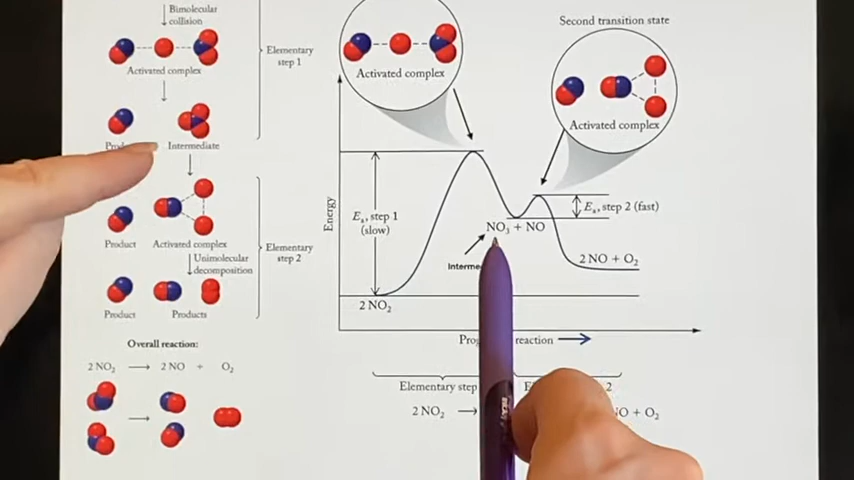 Bimolecular
collision
Activated complex
Elementary
step 1
Intermediate
Product
Activated complex
Unimolecular
decomposition
Elementary
step 2
Product
Products
Overall reaction:
2 NO₂ ⟶ 2 NO + O₂
Second transition state
Activated complex
Activated complex
Energy
Eₐ, step 1
(slow)
Eₐ, step 2 (fast)
NO₃ + NO
2 NO + O₂
2 NO₂
reaction
Elementary step
2
2 NO₂ ⟶
O + O₂